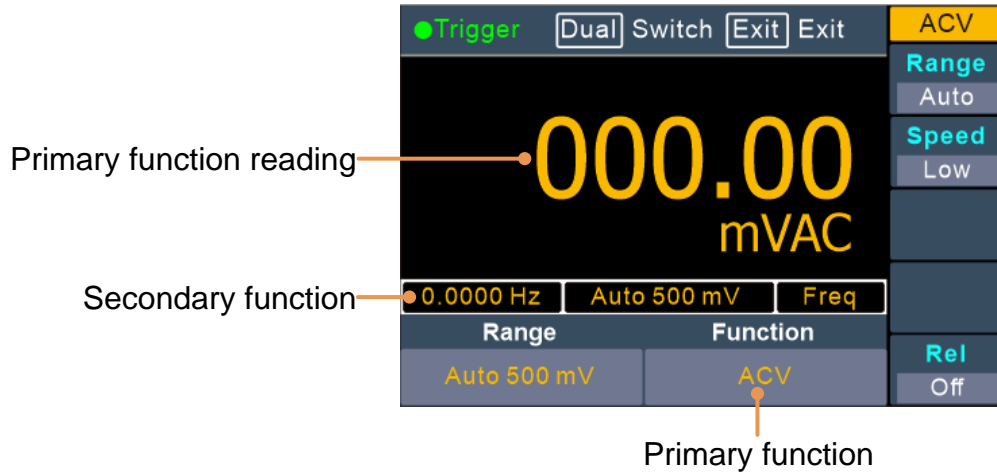 Trigger Dual Switch Exit Exit
ACV
Range
Auto
Speed
Low
Primary function reading
000.00
mVAC
Secondary function
0.0000 Hz Auto 500 mV Freq
Range Function
Auto 500 mV ACV
Rel
Off
Primary function